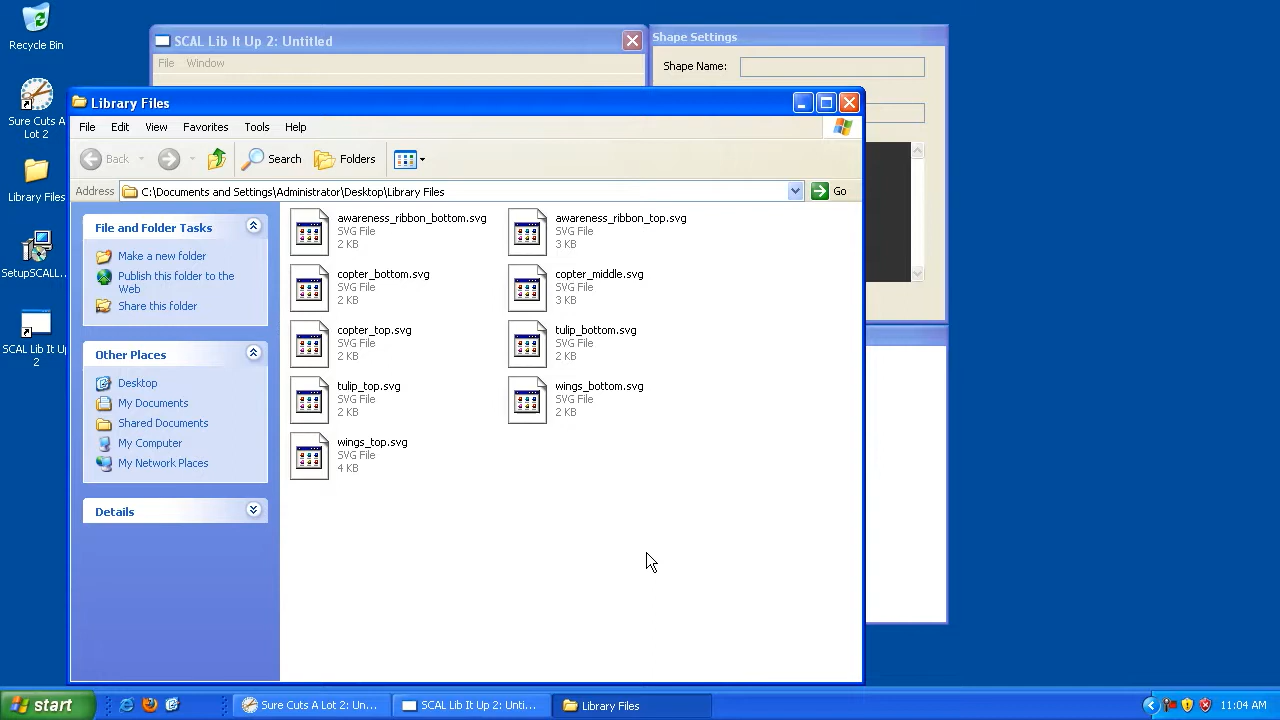 Recycle Bin
Sure Cuts A
Lot 2
Library Files
SetupSCALL...
SCAL Lib It Up
2
SCAL Lib It Up 2: Untitled
File Window
Shape Settings
Shape Name:
Library Files
File Edit View Favorites Tools Help
Back Search Folders
Address C:\Documents and Settings\Administrator\Desktop\Library Files Go
File and Folder Tasks
Make a new folder
Publish this folder to the
Web
Share this folder
Other Places
Desktop
My Documents
Shared Documents
My Computer
My Network Places
Details
awareness_ribbon_bottom.svg
SVG File
2 KB
awareness_ribbon_top.svg
SVG File
3 KB
copter_bottom.svg
SVG File
2 KB
copter_middle.svg
SVG File
3 KB
copter_top.svg
SVG File
2 KB
tulip_bottom.svg
SVG File
2 KB
tulip_top.svg
SVG File
2 KB
wings_bottom.svg
SVG File
2 KB
wings_top.svg
SVG File
4 KB
start
Sure Cuts A Lot 2: Un...
SCAL Lib It Up 2: Unti...
Library Files
11:04 AM